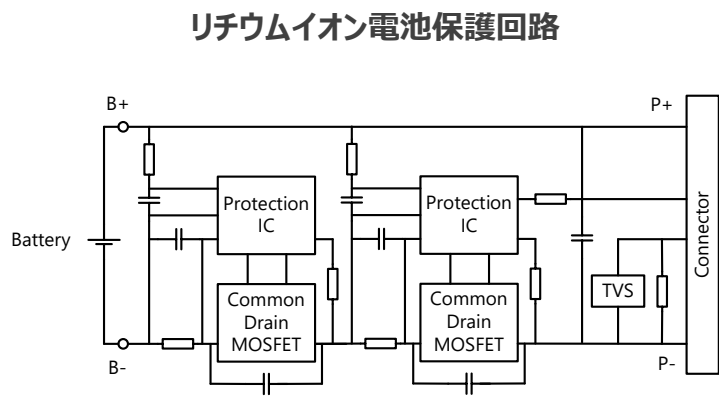 リチウムイオン電池保護回路
B+
P+
Protection
IC
Protection
IC
Battery
Connector
TVS
Common
Drain
MOSFET
Common
Drain
MOSFET
B-
P-